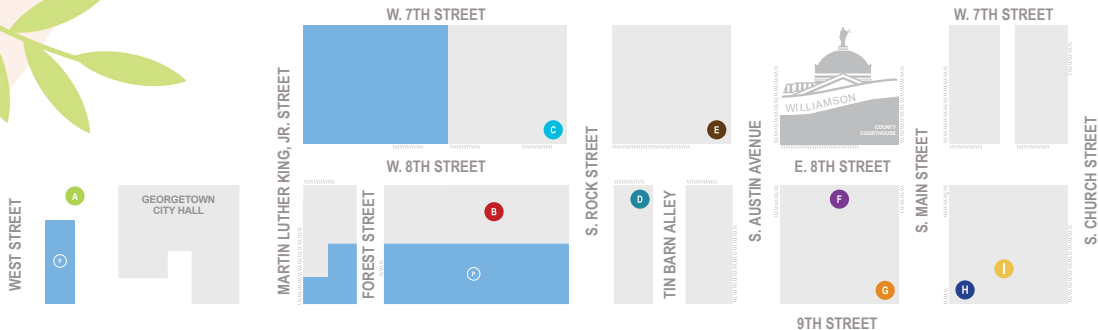 W. 7TH STREET
W. 7TH STREET
MARTIN LUTHER KING, JR. STREET
C
E
WILLIAMSON
COUNTY
COURTHOUSE
S. ROCK STREET
S. AUSTIN AVENUE
S. MAIN STREET
S. CHURCH STREET
W. 8TH STREET
E. 8TH STREET
WEST STREET
A
P
GEORGETOWN
CITY HALL
FOREST STREET
B
P
D
TIN BARN ALLEY
F
G
H
I
9TH STREET